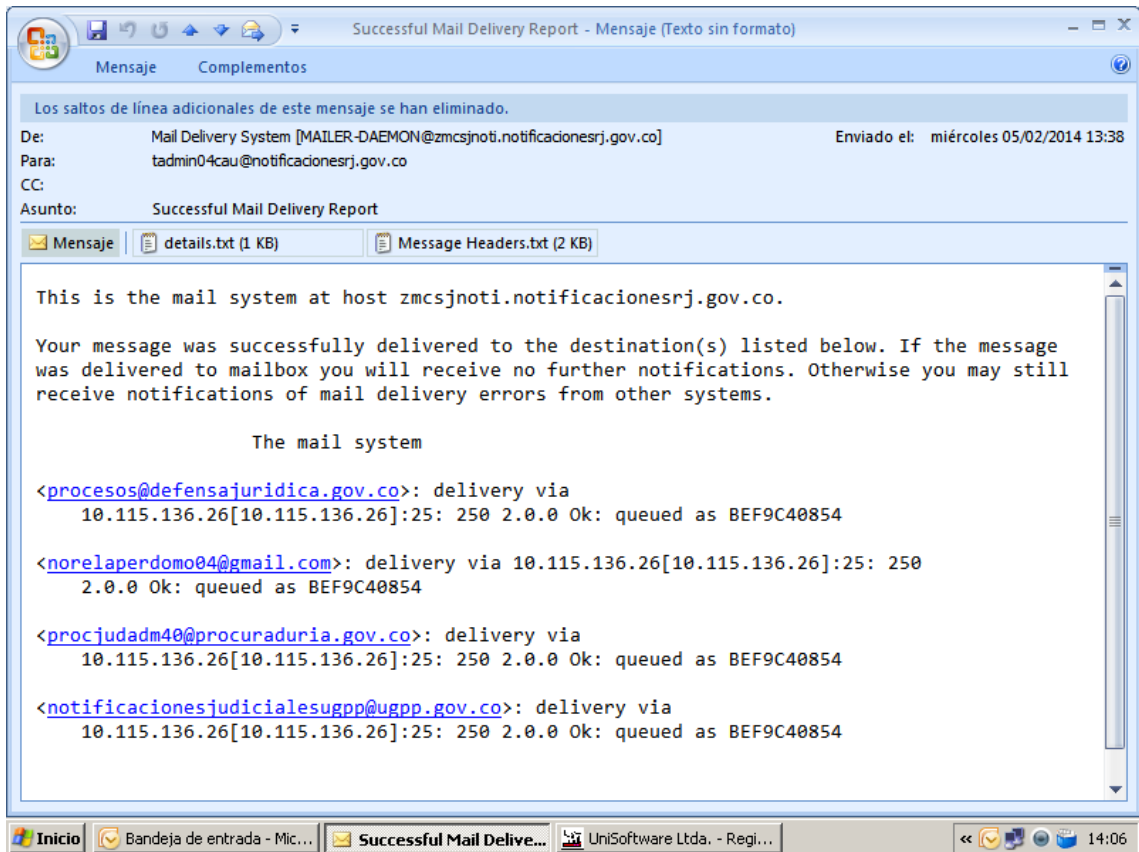 Successful Mail Delivery Report - Mensaje (Texto sin formato)
Mensaje Complementos
Los saltos de línea adicionales de este mensaje se han eliminado.
De: Mail Delivery System [MAILER-DAEMON@zmcsjnoti.notificacionesrj.gov.co] Enviado el: miércoles 05/02/2014 13:38
Para: tadmin04cau@notificacionesrj.gov.co
CC:
Asunto: Successful Mail Delivery Report
Mensaje details.txt (1 KB) Message Headers.txt (2 KB)
This is the mail system at host zmcsjnoti.notificacionesrj.gov.co.
Your message was successfully delivered to the destination(s) listed below. If the message
was delivered to mailbox you will receive no further notifications. Otherwise you may still
receive notifications of mail delivery errors from other systems.
The mail system
<procesos@defensajuridica.gov.co>: delivery via
10.115.136.26[10.115.136.26]:25: 250 2.0.0 Ok: queued as BEF9C40854
<norelaperdomo04@gmail.com>: delivery via 10.115.136.26[10.115.136.26]:25: 250
2.0.0 Ok: queued as BEF9C40854
<procjudadm40@procuraduria.gov.co>: delivery via
10.115.136.26[10.115.136.26]:25: 250 2.0.0 Ok: queued as BEF9C40854
<notificacionesjudicialesugpp@ugpp.gov.co>: delivery via
10.115.136.26[10.115.136.26]:25: 250 2.0.0 Ok: queued as BEF9C40854
Inicio Bandeja de entrada - Mic... Successful Mail Delive... UniSoftware Ltda. - Regi... « 14:06